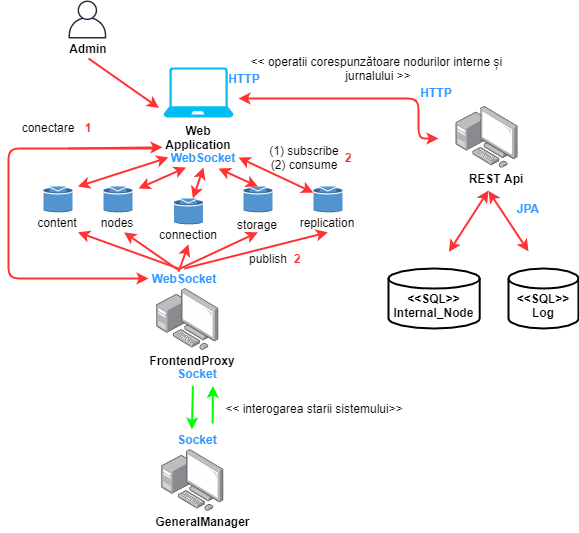 Admin
<< operatii corespunzătoare nodurilor interne și
jurnalului >>
HTTP
HTTP
conectare 1
Web
Application
WebSocket
(1) subscribe
(2) consume 2
REST Api
JPA
content
nodes
connection
storage
replication
publish 2
WebSocket
<<SQL>>
Internal_Node
<<SQL>>
Log
FrontendProxy
Socket
<< interogarea starii sistemului>>
Socket
GeneralManager